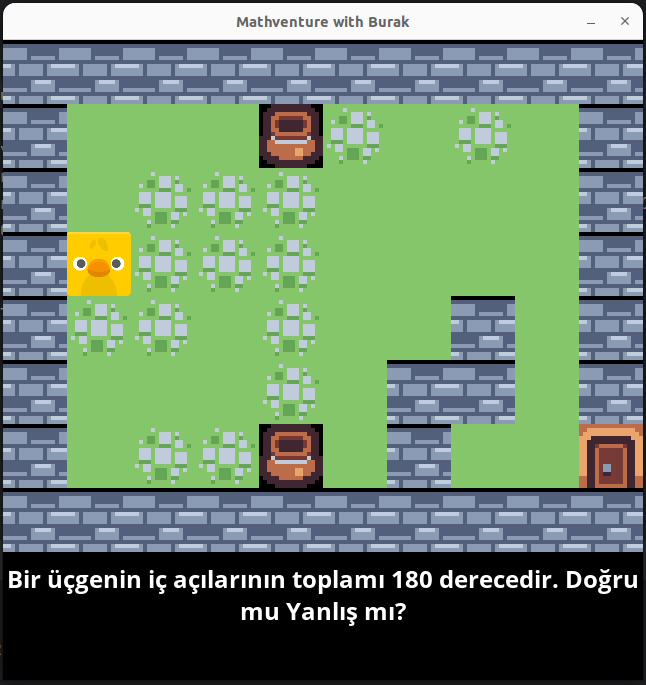 Mathventure with Burak
Bir üçgenin iç açılarının toplamı 180 derecedir. Doğru
mu Yanlış mı?